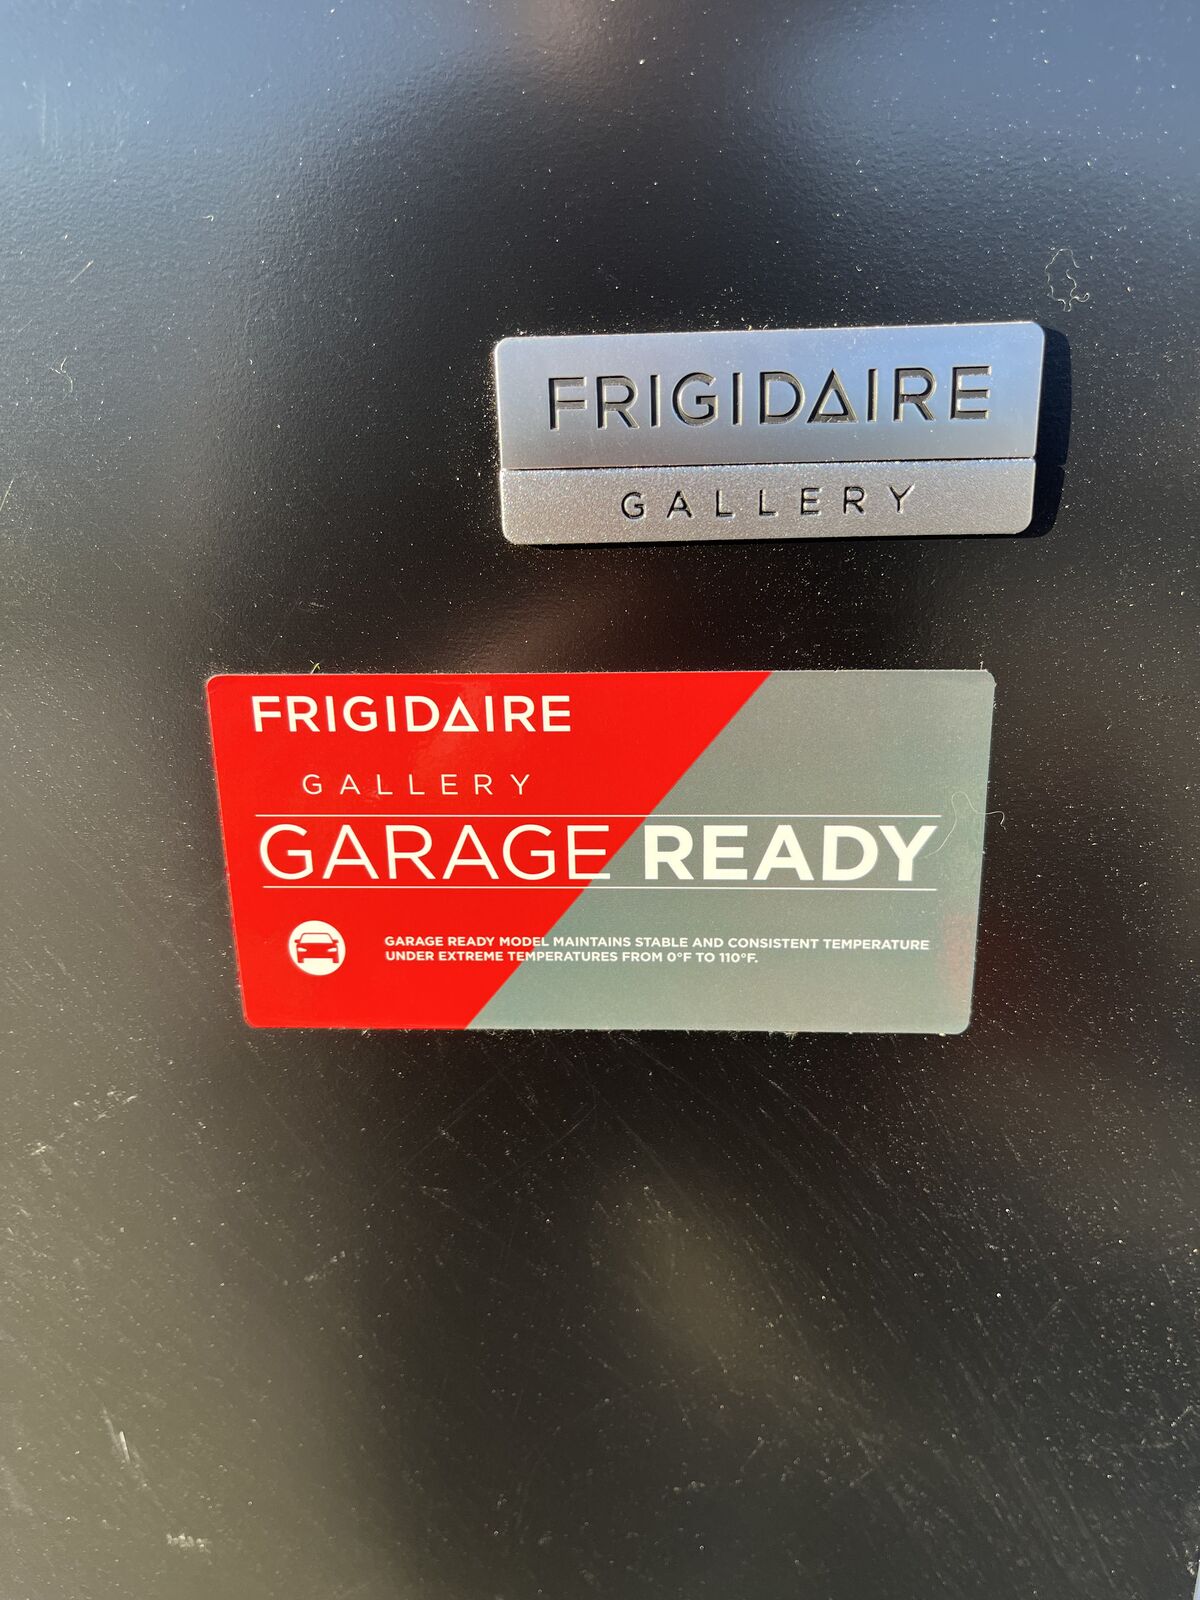 FRIGIDAIRE
GALLERY
FRIGIDAIRE
GALLERY
GARAGE READY
GARAGE READY MODEL MAINTAINS STABLE AND CONSISTENT TEMPERATURE
UNDER EXTREME TEMPERATURES FROM 0°F TO 110°F.